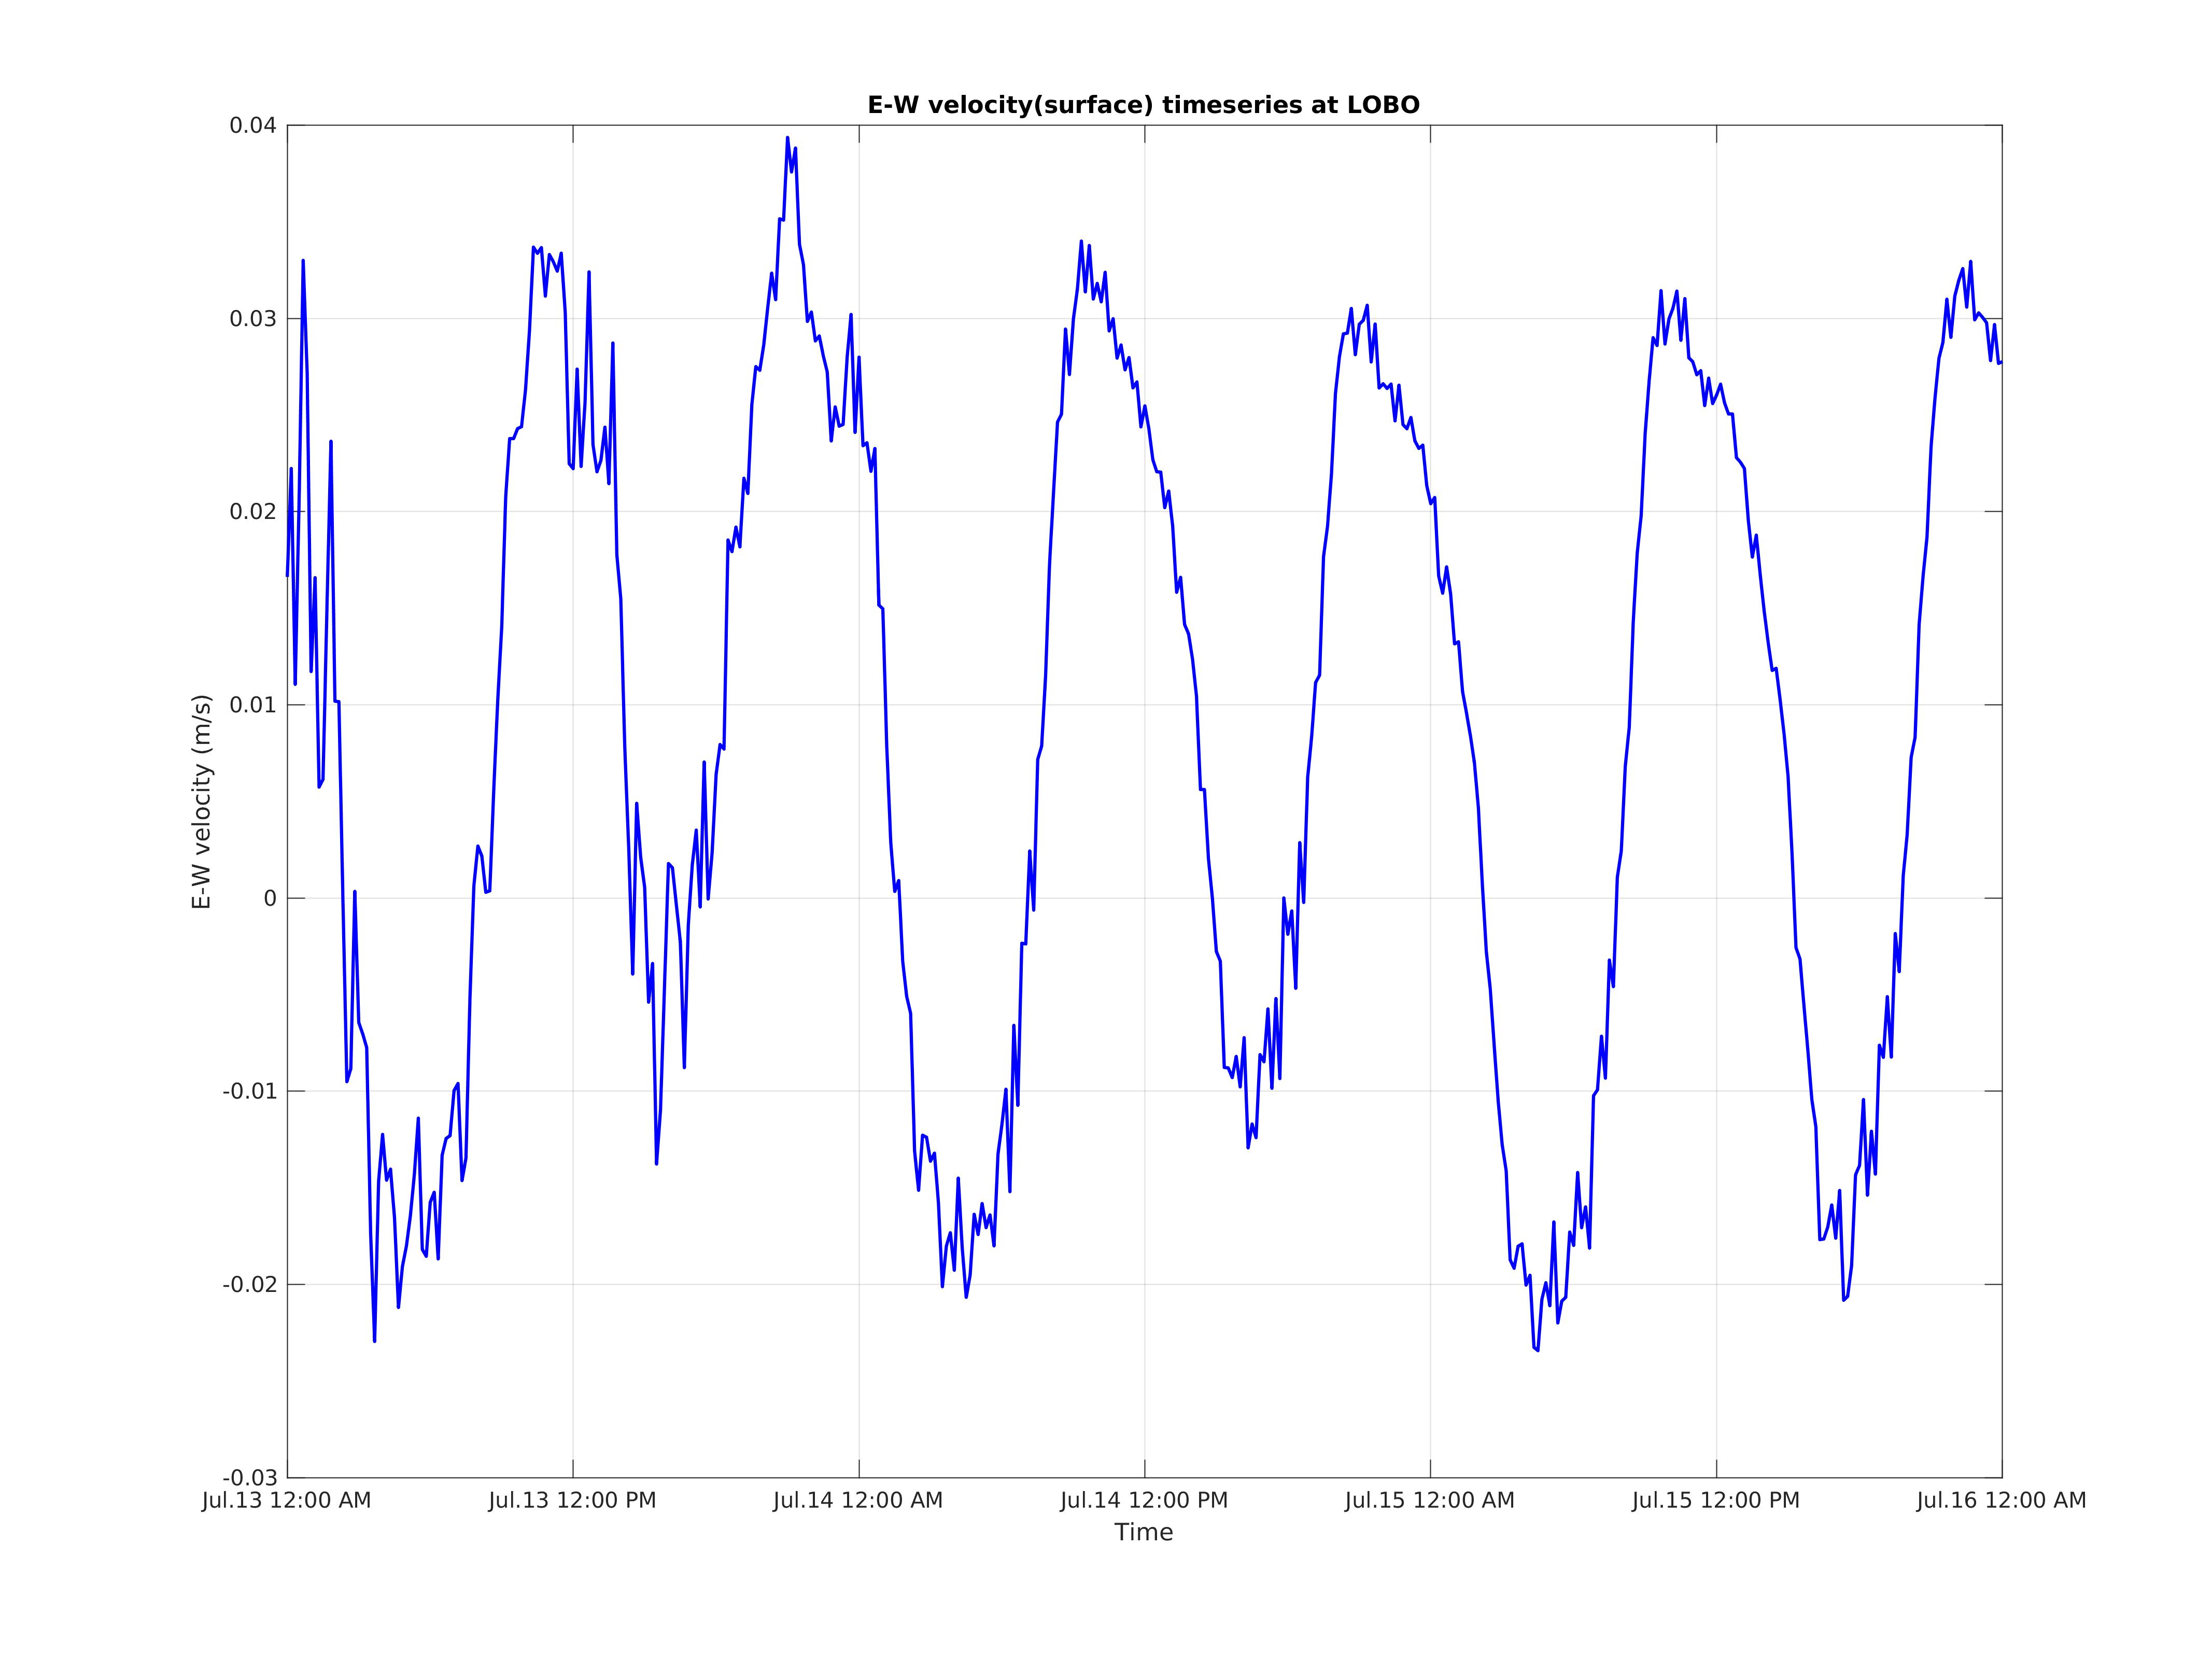 E-W velocity(surface) timeseries at LOBO
0.04
0.03
0.02
0.01
0
-0.01
-0.02
-0.03
E-W velocity (m/s)
Jul.13 12:00 AM
Jul.13 12:00 PM
Jul.14 12:00 AM
Jul.14 12:00 PM
Jul.15 12:00 AM
Jul.15 12:00 PM
Jul.16 12:00 AM
Time